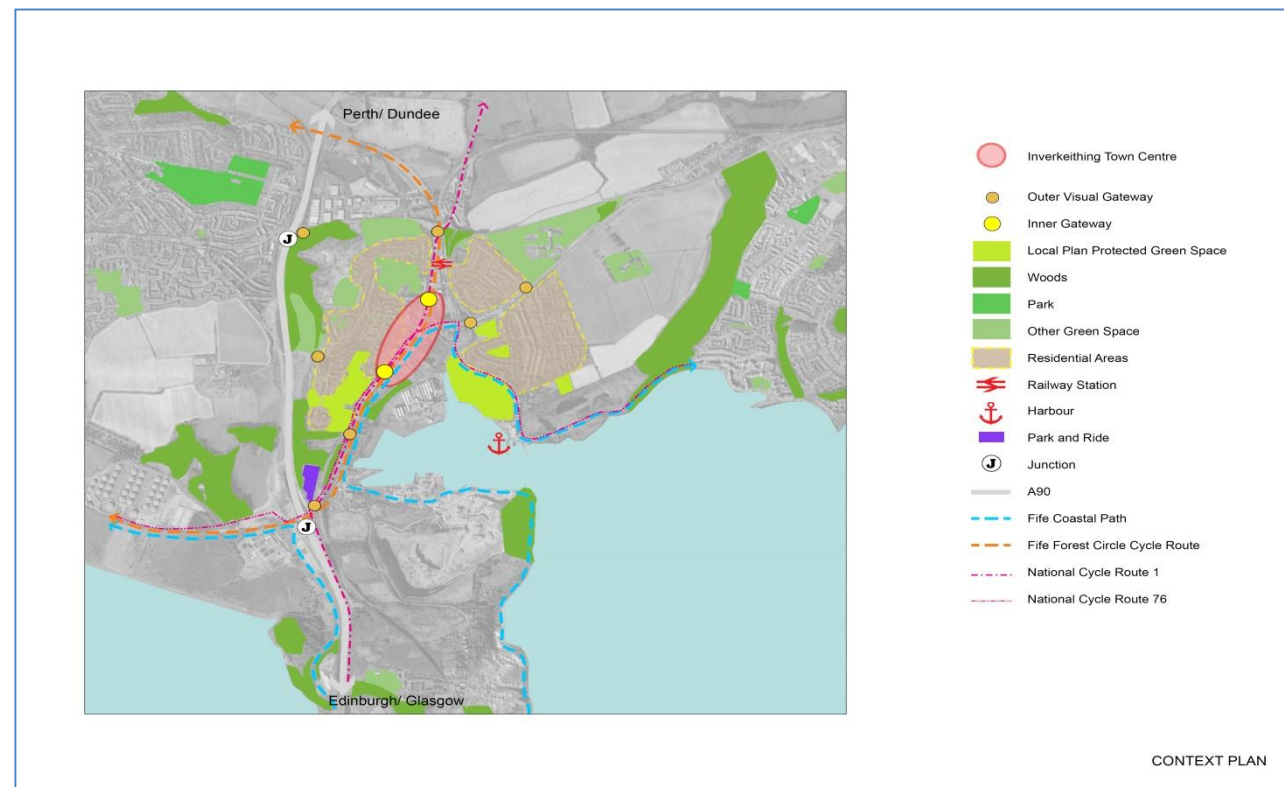 Perth/ Dundee
J
J
Edinburgh/ Glasgow
Inverkeithing Town Centre
Outer Visual Gateway
Inner Gateway
Local Plan Protected Green Space
Woods
Park
Other Green Space
Residential Areas
Railway Station
Harbour
Park and Ride
J Junction
A90
Fife Coastal Path
Fife Forest Circle Cycle Route
National Cycle Route 1
National Cycle Route 76
CONTEXT PLAN